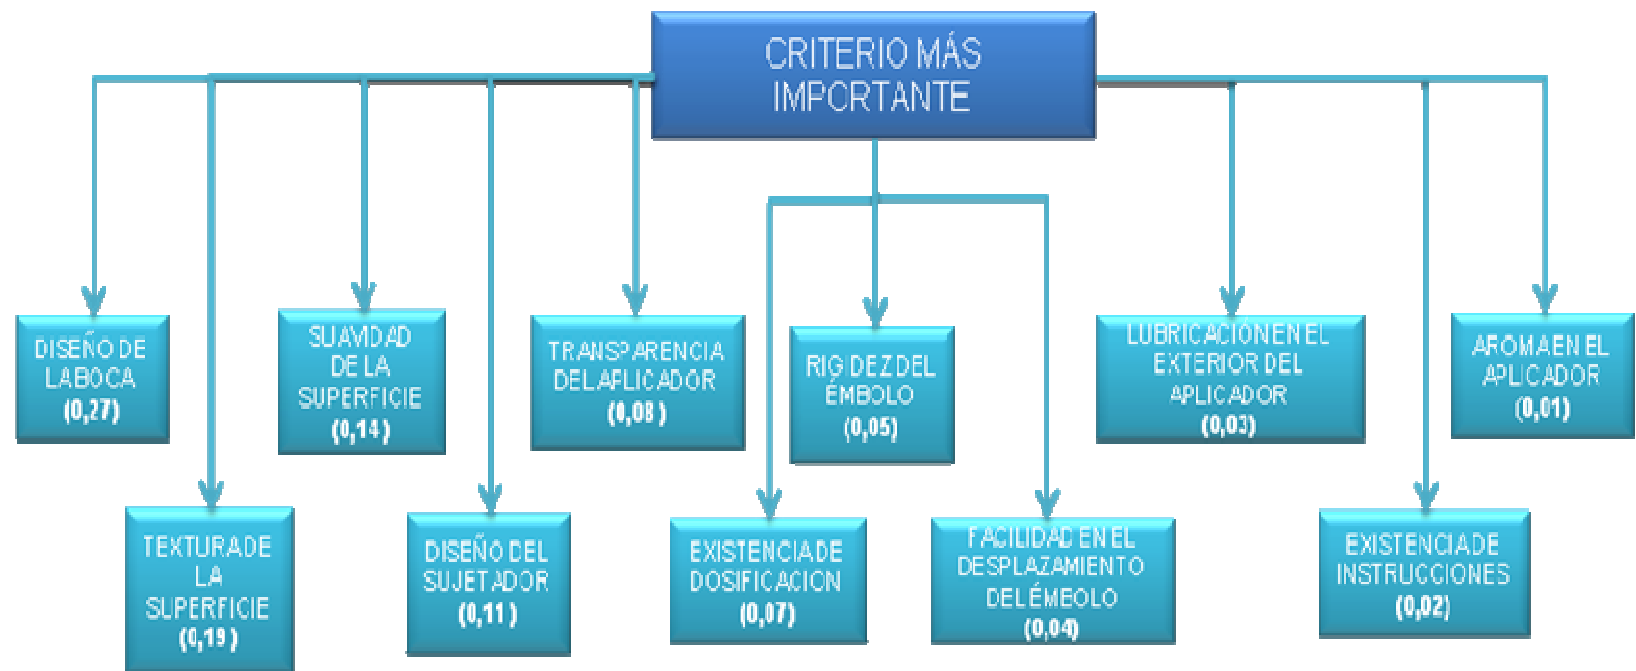 CRITERIO MÁS
IMPORTANTE
DISEÑO DE
LA BOCA
(0,27)
TEXTURA DE
LA
SUPERFICIE
(0,19)
SUAVIDAD
DE LA
SUPERFICIE
(0,14)
DISEÑO DEL
SUJETADOR
(0,11)
TRANSPARENCIA
DEL APLICADOR
(0,08)
EXISTENCIA DE
DOSIFICACION
(0,07)
RIGIDEZ DEL
ÉMBOLO
(0,05)
FACILIDAD EN EL
DESPLAZAMIENTO
DEL ÉMBOLO
(0,04)
LUBRICACION EN EL
EXTERIOR DEL
APLICADOR
(0,03)
EXISTENCIA DE
INSTRUCCIONES
(0,02)
AROMA EN EL
APLICADOR
(0,01)